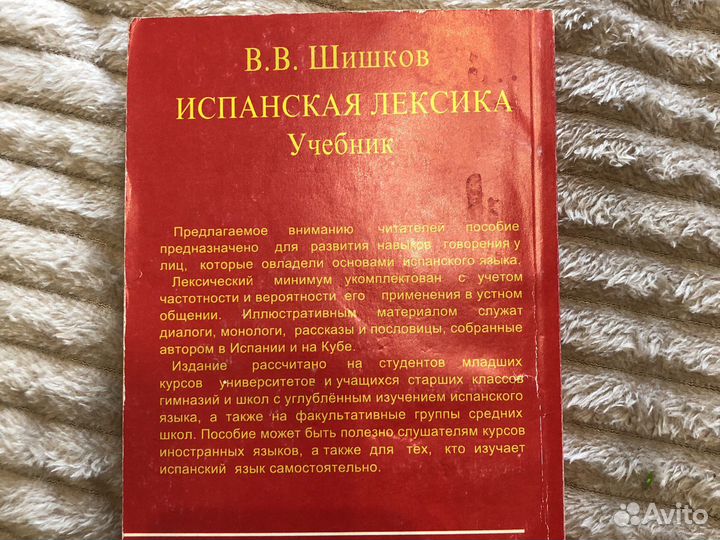 В.В. Шишков
ИСПАНСКАЯ ЛЕКСИКА
Учебник
Предлагаемое вниманию читателей пособие
предназначено для развития навыков говорения у
лиц, которые овладели основами испанского языка.
Лексический минимум укомплектован с учетом
частотности и вероятности его применения в устном
общении. Иллюстративным материалом служат
диалоги, монологи, рассказы и пословицы, собранные
автором в Испании и на Кубе.
Издание рассчитано на студентов младших
курсов университетов и учащихся старших классов
гимназий и школ с углублённым изучением испанского
языка, а также на факультативные группы средних
школ. Пособие может быть полезно слушателям курсов
иностранных языков, а также для тех, кто изучает
испанский язык самостоятельно.
Avito